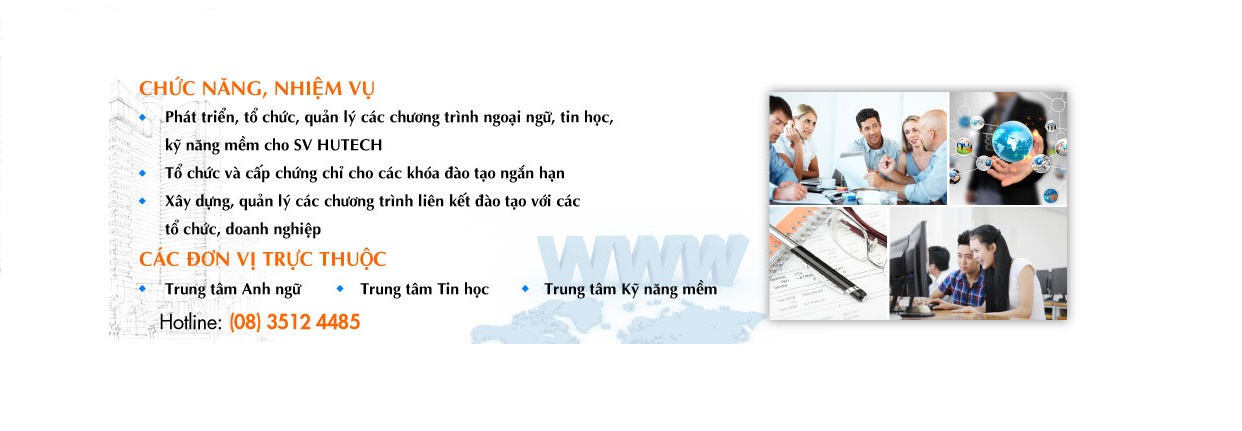 CHỨC NĂNG, NHIỆM VỤ
Phát triển, tổ chức, quản lý các chương trình ngoại ngữ, tin học,
kỹ năng mềm cho SV HUTECH
Tổ chức và cấp chứng chỉ cho các khóa đào tạo ngắn hạn
Xây dựng, quản lý các chương trình liên kết đào tạo với các
tổ chức, doanh nghiệp
WWW
CÁC ĐƠN VỊ TRỰC THUỘC
Trung tâm Anh ngữ Trung tâm Tin học Trung tâm Kỹ năng mềm
Hotline: (08) 3512 4485